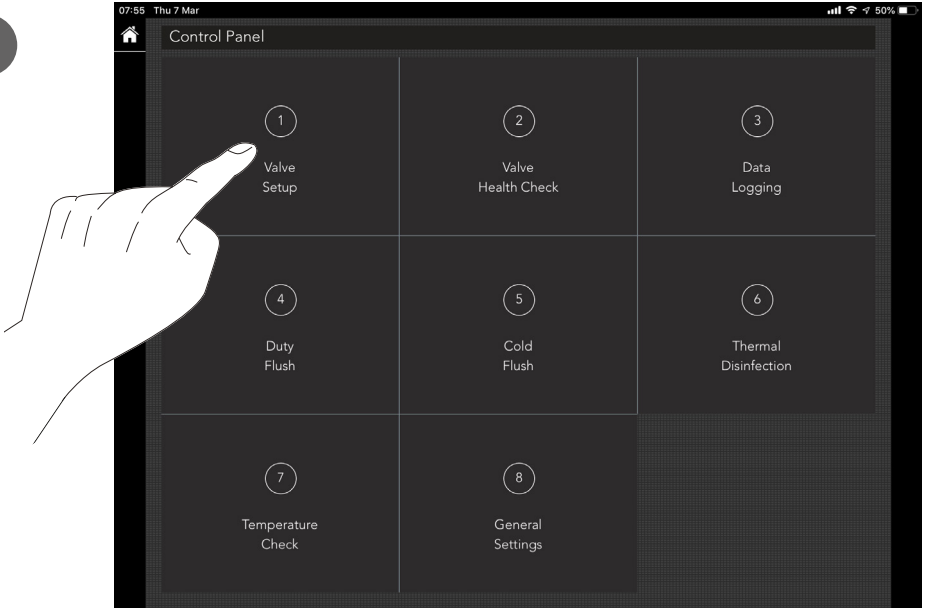 07:55 Thu 7 Mar
50%
Control Panel
1
Valve
Setup
2
Valve
Health Check
3
Data
Logging
4
Duty
Flush
5
Cold
Flush
6
Thermal
Disinfection
7
Temperature
Check
8
General
Settings